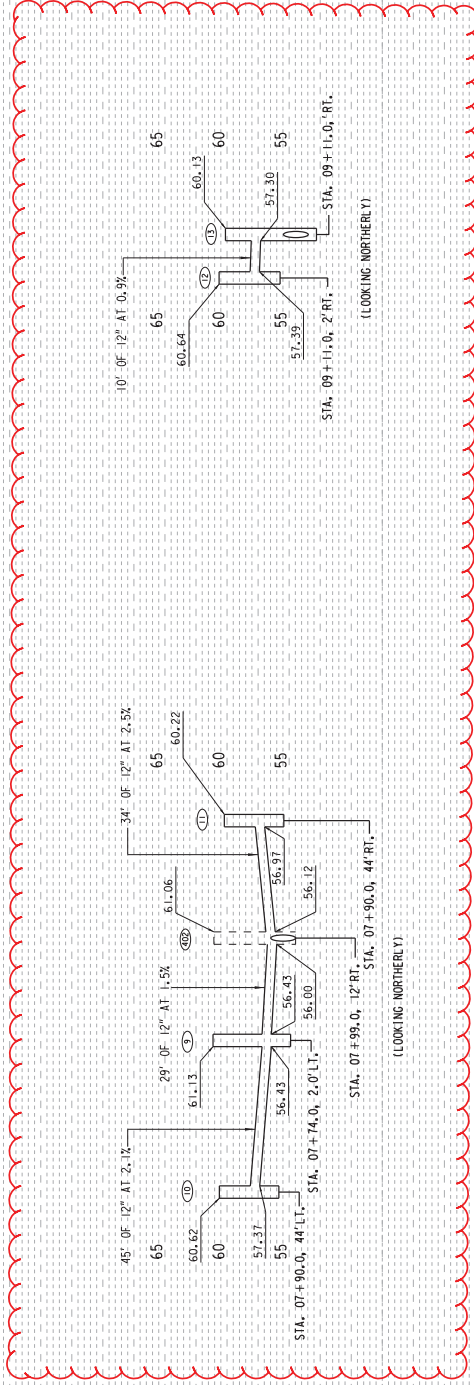 45' OF 12" AT 2.1%
29' OF 12" AT 1.5%
34' OF 12" AT 2.5%
65
65
10
9
402
11
60.62
61.13
61.06
60.22
60
60
57.37
56.43
56.43
56.00
56.12
56.97
55
55
STA. 07+90.0, 44'LT.
STA. 07+74.0, 2.0'LT.
STA. 07+99.0, 12'RT.
STA. 07+90.0, 44'RT.
(LOOKING NORTHERLY)
10' OF 12" AT 0.9%
65
65
12
13
60.64
60.13
60
60
57.39
57.30
55
55
STA. 09+11.0, 2'RT.
STA. 09+11.0,'RT.
(LOOKING NORTHERLY)